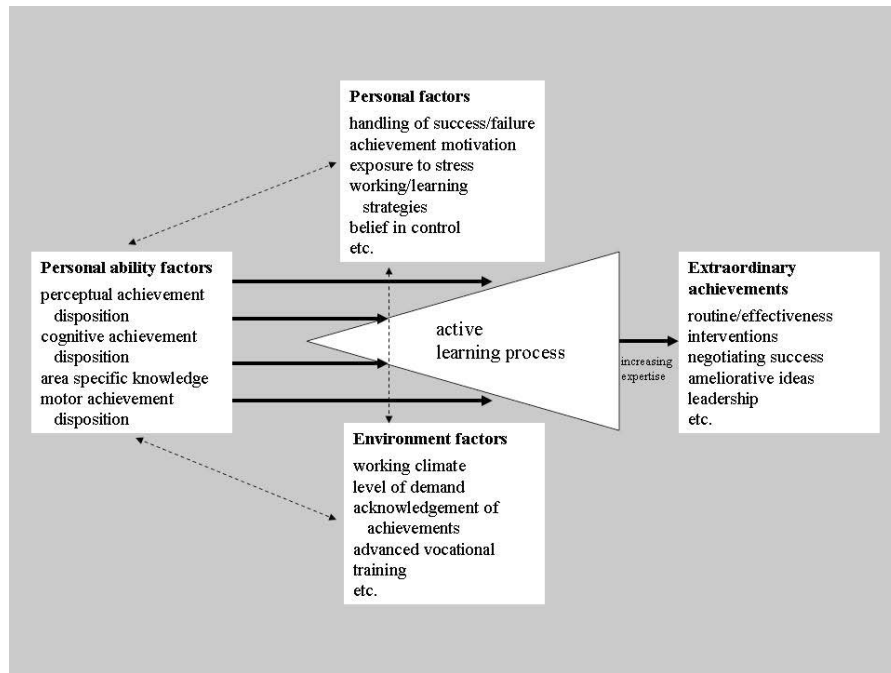 Personal factors
handling of success/failure
achievement motivation
exposure to stress
working/learning
strategies
belief in control
etc.
Personal ability factors
perceptual achievement
disposition
cognitive achievement
disposition
area specific knowledge
motor achievement
disposition
active
learning process
increasing
expertise
Extraordinary
achievements
routine/effectiveness
interventions
negotiating success
ameliorative ideas
leadership
etc.
Environment factors
working climate
level of demand
acknowledgement of
achievements
advanced vocational
training
etc.